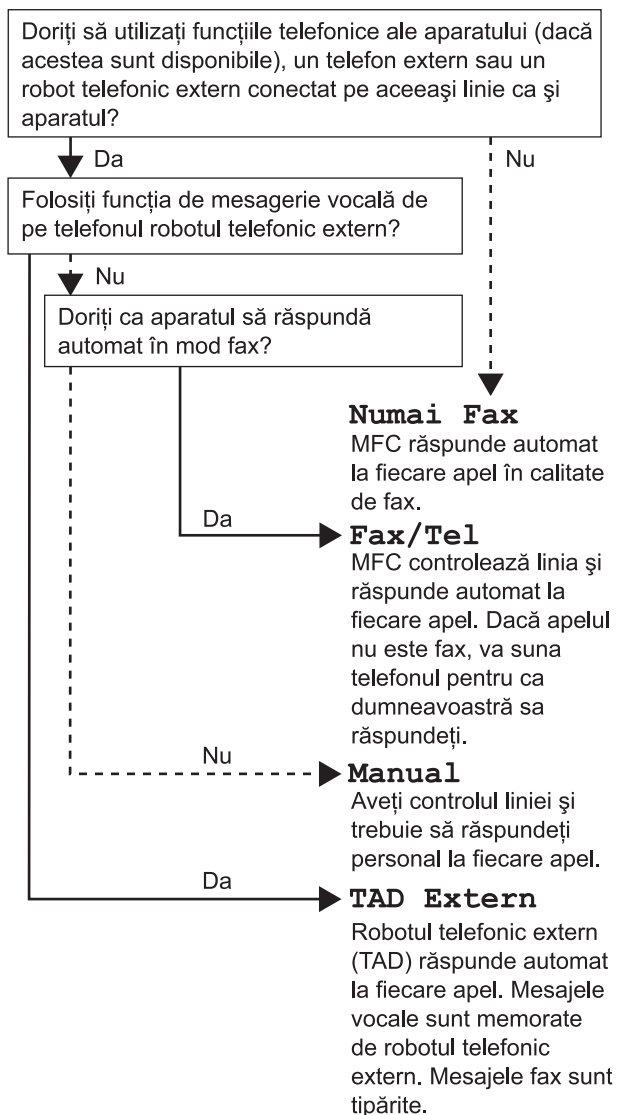 Doriți să utilizați funcțiile telefonice ale aparatului (dacă
acestea sunt disponibile), un telefon extern sau un
robot telefonic extern conectat pe aceeaşi linie ca şi
aparatul?
Da
Nu
Folosiți funcția de mesagerie vocală de
pe telefonul robotul telefonic extern?
Nu
Doriți ca aparatul să răspundă
automat în mod fax?
Numai Fax
MFC răspunde automat
la fiecare apel în calitate
de fax.
Da
Fax/Tel
MFC controlează linia şi
răspunde automat la
fiecare apel. Dacă apelul
nu este fax, va suna
telefonul pentru ca
dumneavoastră sa
răspundeți.
Nu
Manual
Aveți controlul liniei şi
trebuie să răspundeți
personal la fiecare apel.
Da
TAD Extern
Robotul telefonic extern
(TAD) răspunde automat
la fiecare apel. Mesajele
vocale sunt memorate
de robotul telefonic
extern. Mesajele fax sunt
tipărite.